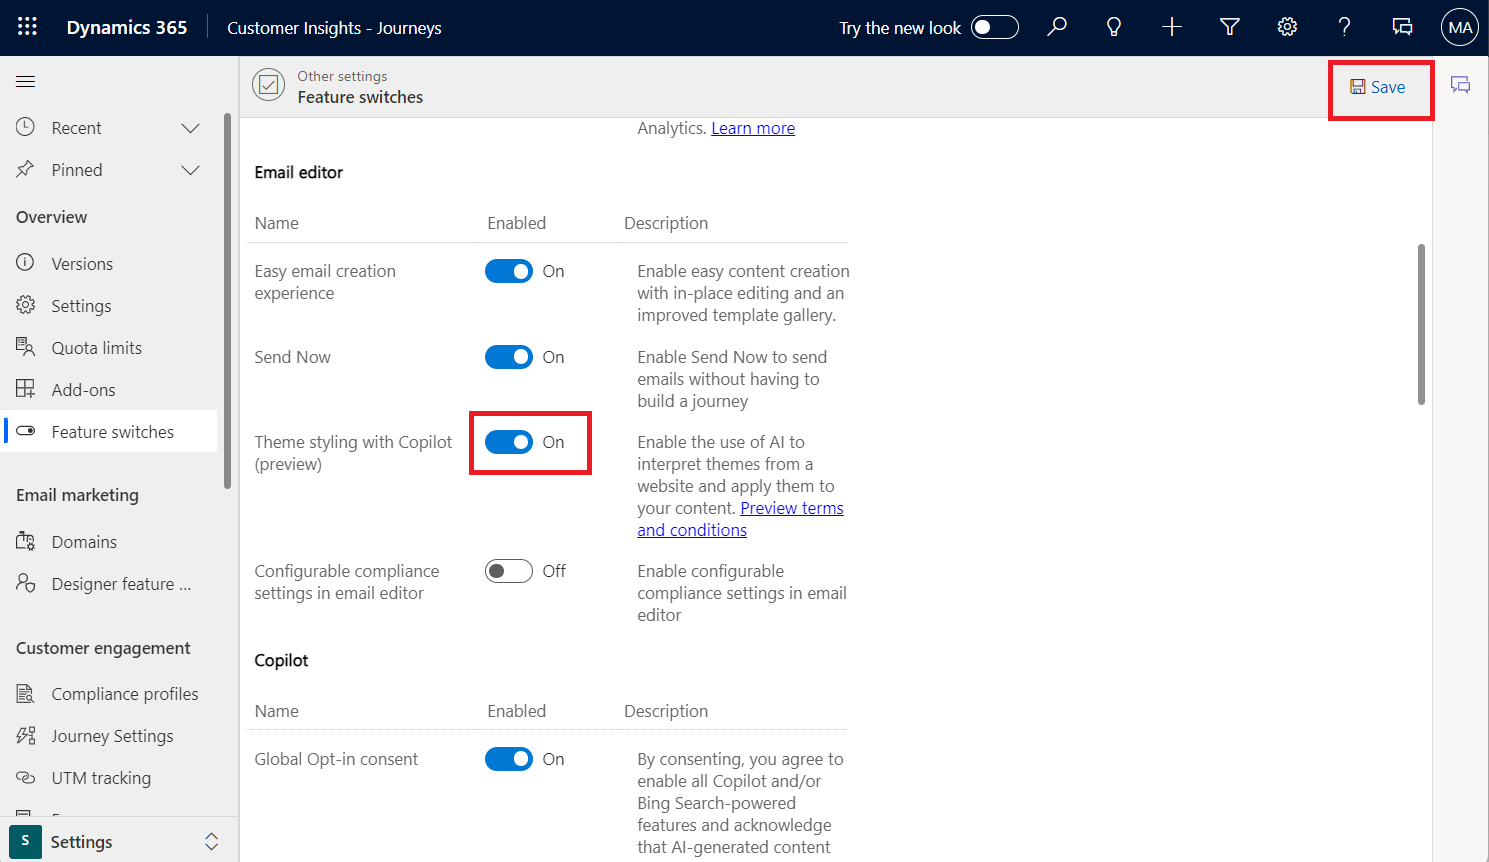 Dynamics 365
Customer Insights - Journeys
Try the new look
MA
Recent
Pinned
Overview
Versions
Settings
Quota limits
Add-ons
Feature switches
Email marketing
Domains
Designer feature ...
Customer engagement
Compliance profiles
Journey Settings
UTM tracking
S
Settings
Other settings
Feature switches
Save
Analytics. Learn more
Email editor
Name Enabled Description
Easy email creation
experience
On
Enable easy content creation
with in-place editing and an
improved template gallery.
Send Now
On
Enable Send Now to send
emails without having to
build a journey
Theme styling with Copilot
(preview)
On
Enable the use of AI to
interpret themes from a
website and apply them to
your content. Preview terms
and conditions
Configurable compliance
settings in email editor
Off
Enable configurable
compliance settings in email
editor
Copilot
Name Enabled Description
Global Opt-in consent
On
By consenting, you agree to
enable all Copilot and/or
Bing Search-powered
features and acknowledge
that AI-generated content